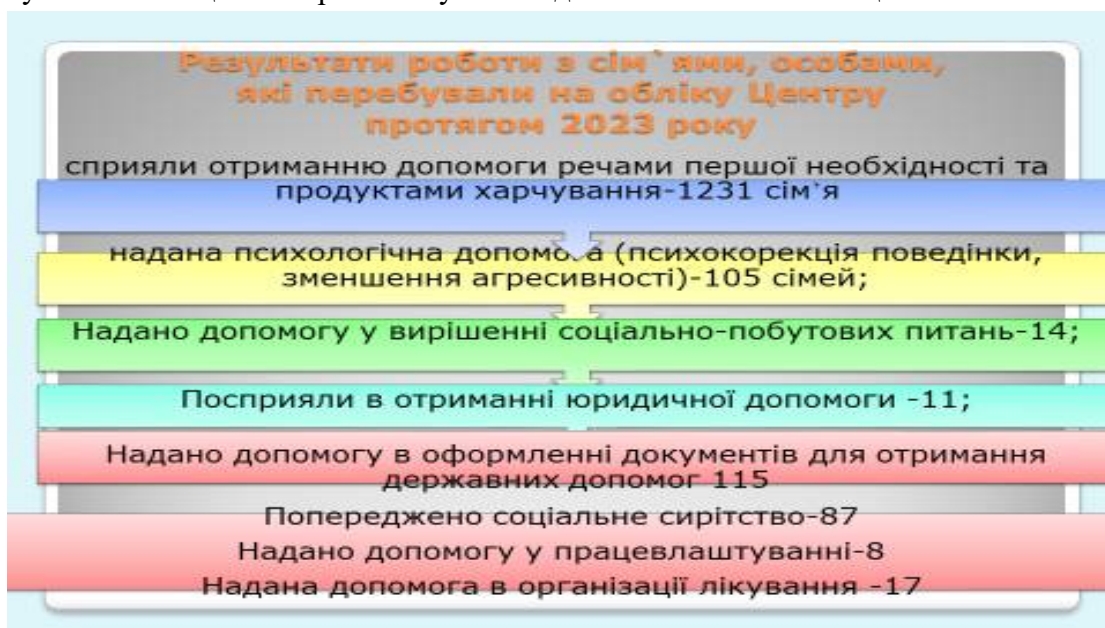 Результати роботи з сім`ями, особами,
які перебували на обліку Центру
протягом 2023 року
сприяли отриманню допомоги речами першої необхідності та
продуктами харчування-1231 сім`я
надана психологічна допомога (психокорекція поведінки,
зменшення агресивності)-105 сімей;
Надано допомогу у вирішенні соціально-побутових питань-14;
Посприяли в отриманні юридичної допомоги -11;
Надано допомогу в оформленні документів для отримання
державних допомог 115
Попереджено соціальне сирітство-87
Надано допомогу у працевлаштуванні-8
Надана допомога в організації лікування -17